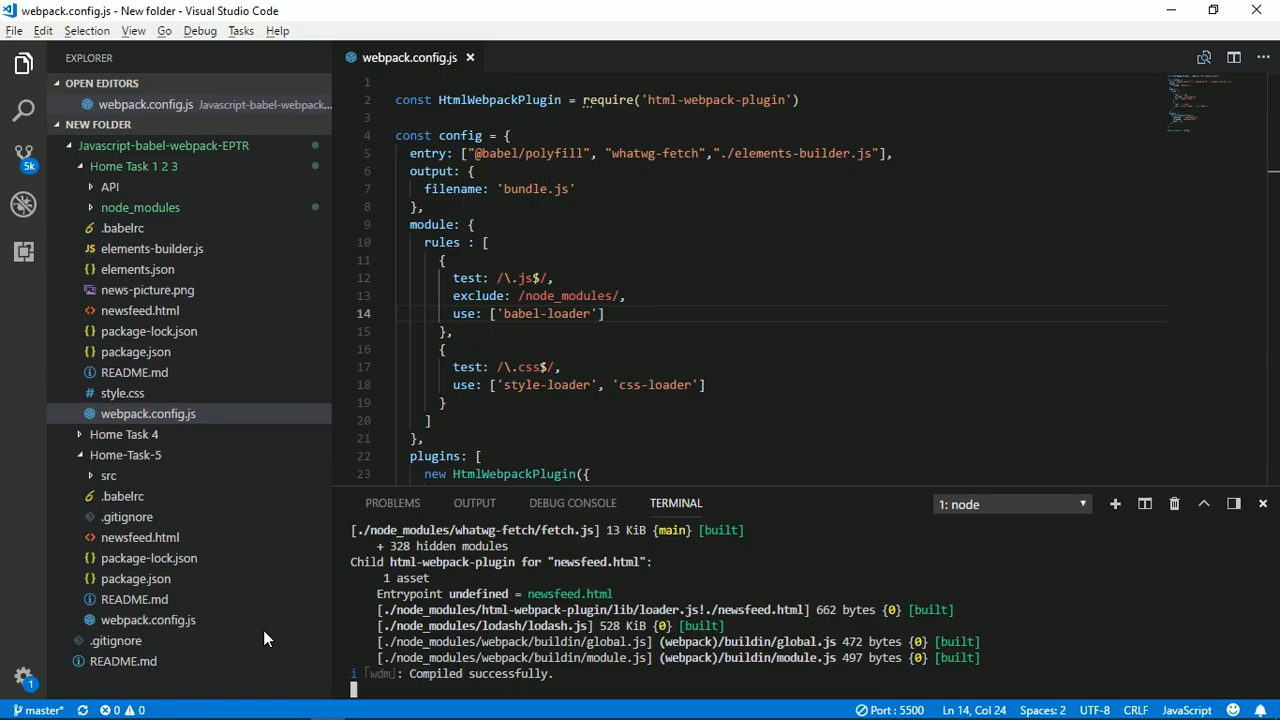 webpack.config.js - New folder - Visual Studio Code
File Edit Selection View Go Debug Tasks Help
EXPLORER
OPEN EDITORS
webpack.config.js Javascript-babel-webpack...
NEW FOLDER
Javascript-babel-webpack-EPTR
Home Task 1 2 3
API
node_modules
.babelrc
JS elements-builder.js
{} elements.json
news-picture.png
<> newsfeed.html
{} package-lock.json
{} package.json
README.md
# style.css
webpack.config.js
Home Task 4
Home-Task-5
src
.babelrc
.gitignore
<> newsfeed.html
{} package-lock.json
{} package.json
README.md
webpack.config.js
.gitignore
README.md
5k
1
webpack.config.js
1
2 const HtmlWebpackPlugin = require('html-webpack-plugin')
3
4 const config = {
5 entry: ["@babel/polyfill", "whatwg-fetch","./elements-builder.js"],
6 output: {
7 filename: 'bundle.js'
8 },
9 module: {
10 rules : [
11 {
12 test: /\.js$/,
13 exclude: /node_modules/,
14 use: ['babel-loader']
15 },
16 {
17 test: /\.css$/,
18 use: ['style-loader', 'css-loader']
19 }
20 ]
21 },
22 plugins: [
23 new HtmlWebpackPlugin({
PROBLEMS OUTPUT DEBUG CONSOLE TERMINAL 1: node
[./node_modules/whatwg-fetch/fetch.js] 13 KiB {main} [built]
+ 328 hidden modules
Child html-webpack-plugin for "newsfeed.html":
1 asset
Entrypoint undefined = newsfeed.html
[./node_modules/html-webpack-plugin/lib/loader.js!./newsfeed.html] 662 bytes {0} [built]
[./node_modules/lodash/lodash.js] 528 KiB {0} [built]
[./node_modules/webpack/buildin/global.js] (webpack)/buildin/global.js 472 bytes {0} [built]
[./node_modules/webpack/buildin/module.js] (webpack)/buildin/module.js 497 bytes {0} [built]
i ｢wdm｣: Compiled successfully.
master* 0 0 Port : 5500 Ln 14, Col 24 Spaces: 2 UTF-8 CRLF JavaScript